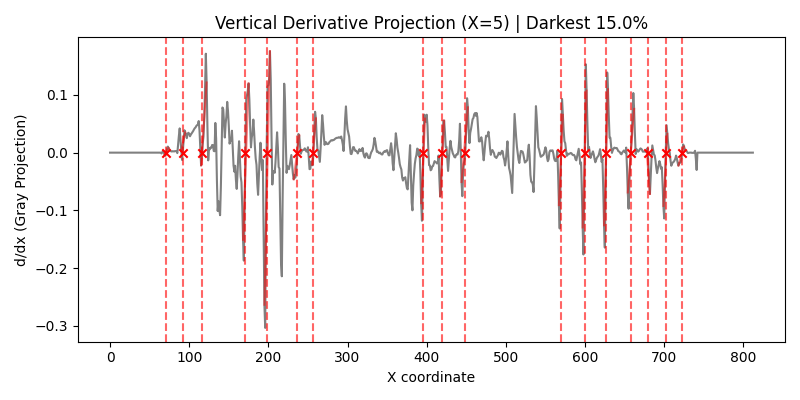 Vertical Derivative Projection (X=5) | Darkest 15.0%
d/dx (Gray Projection)
0.1
0.0
−0.1
−0.2
−0.3
0 100 200 300 400 500 600 700 800
X coordinate